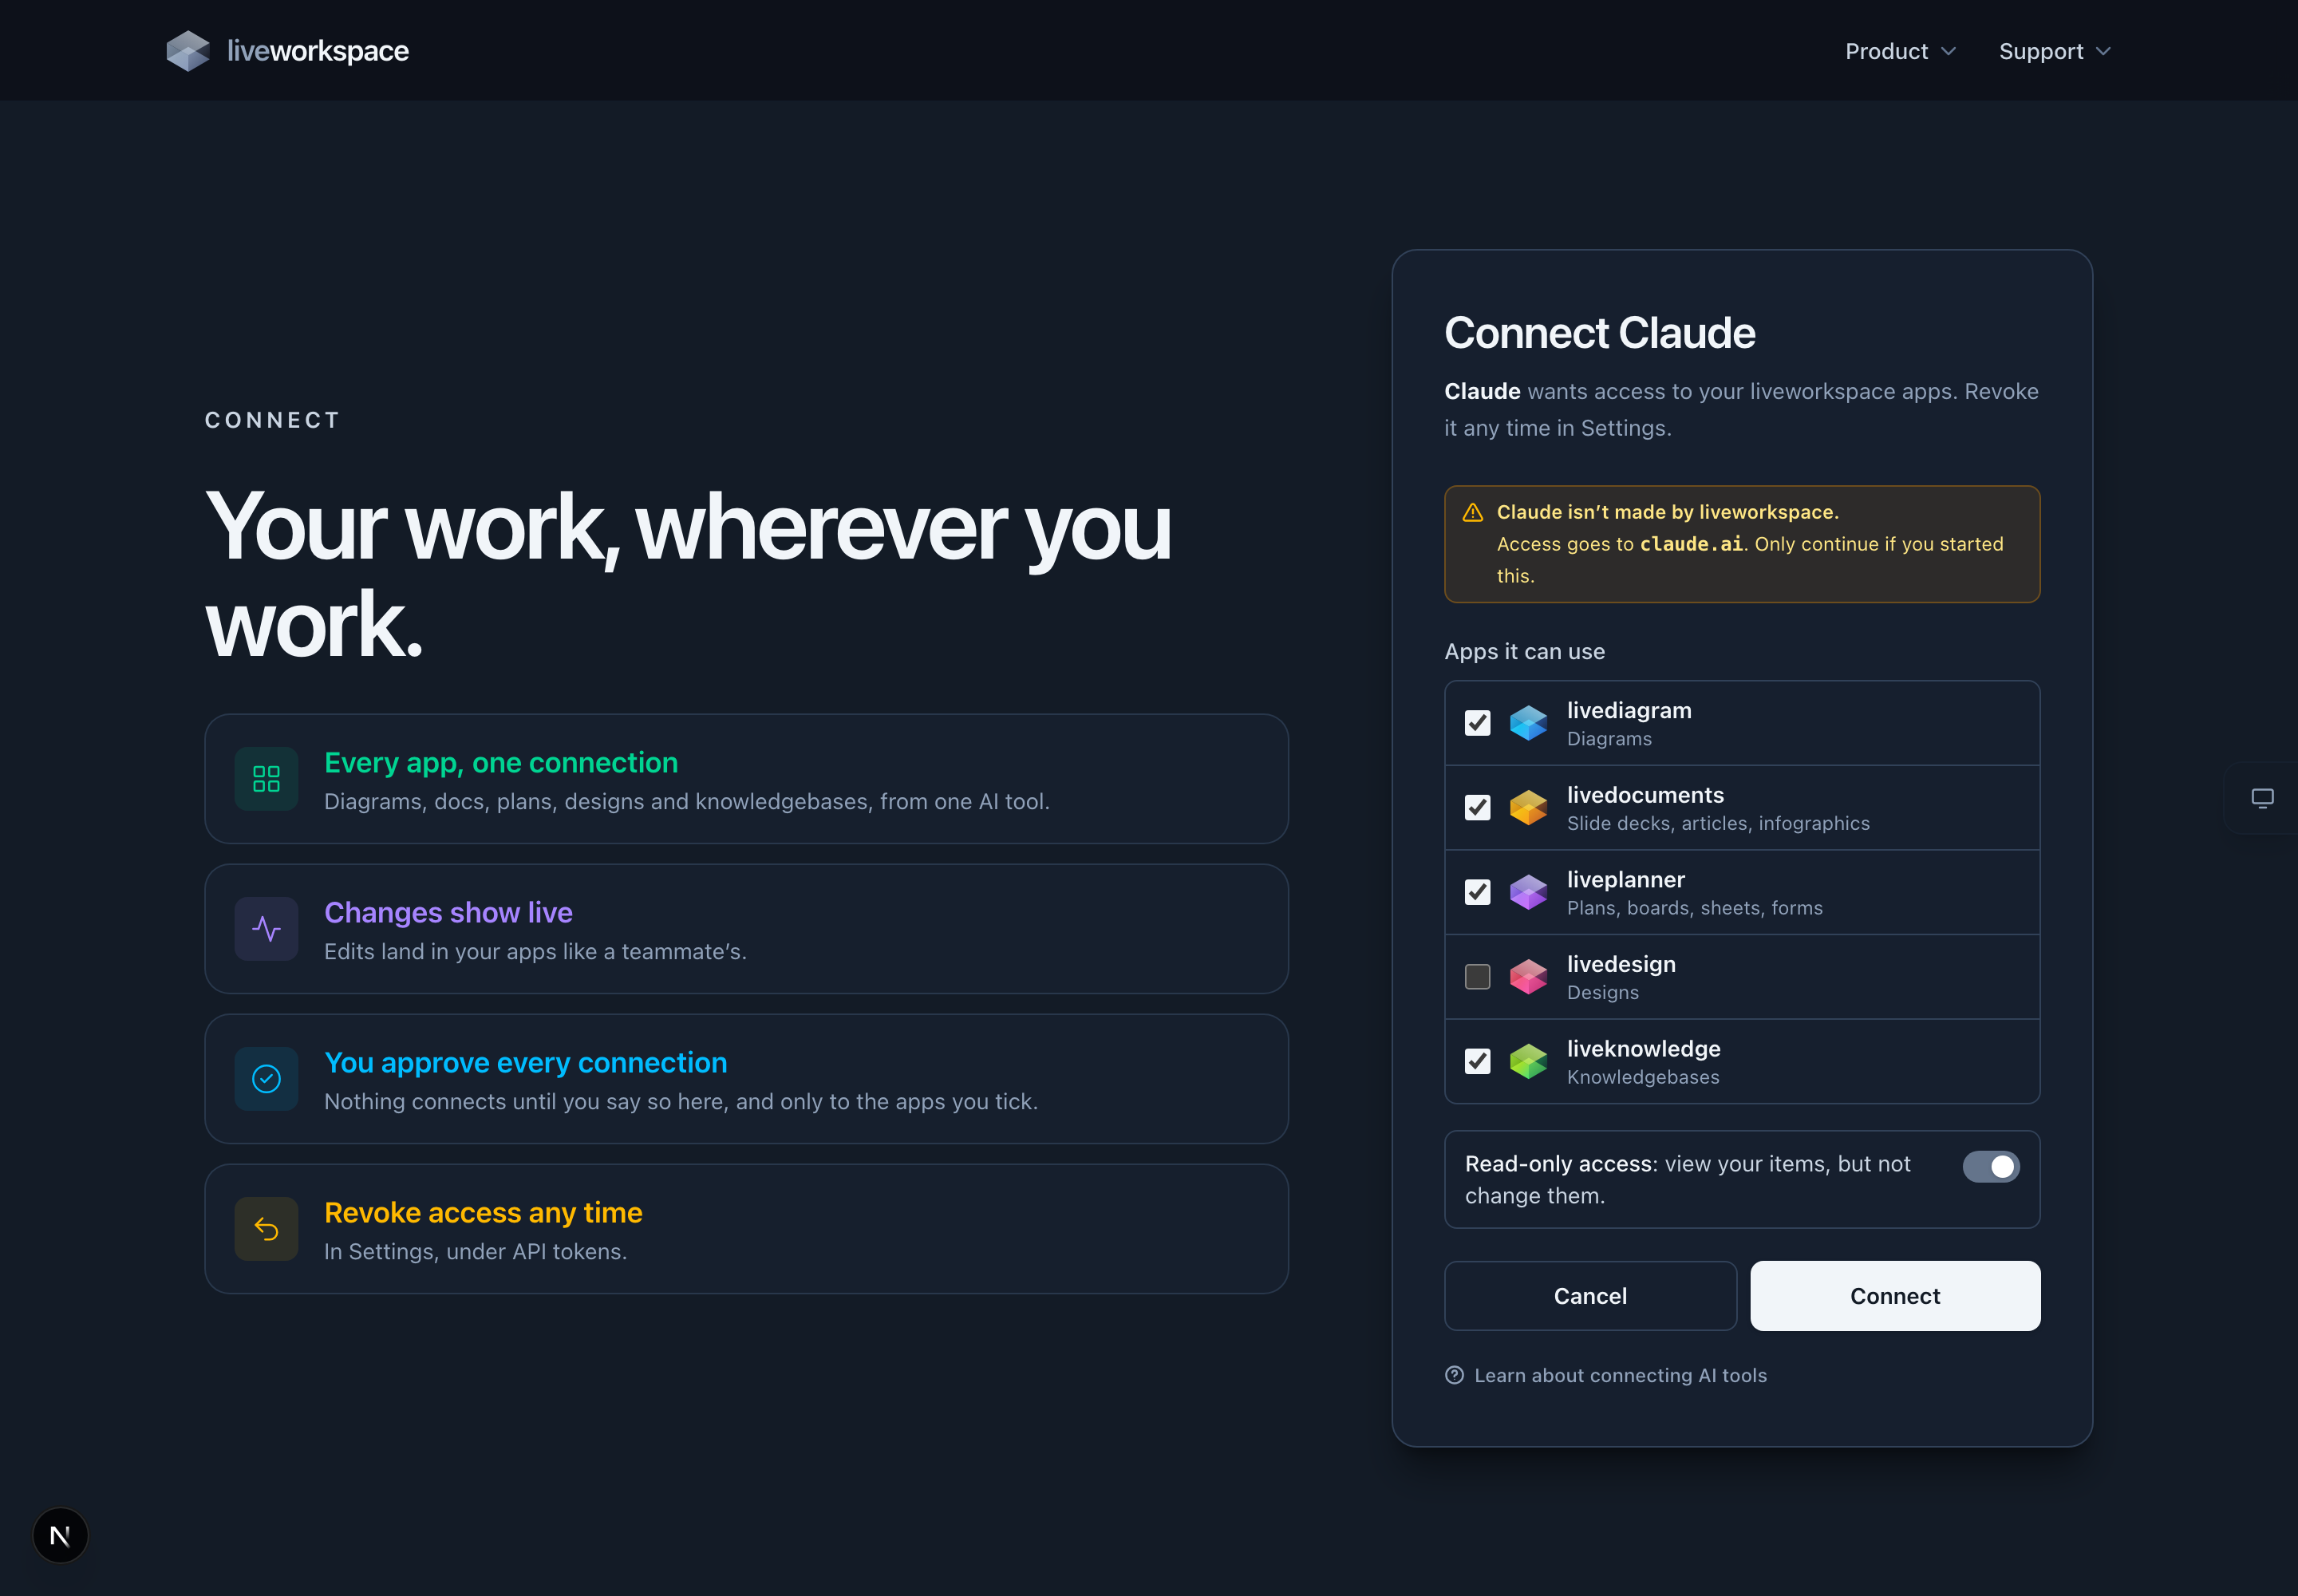 liveworkspace
Product
Support
CONNECT
Your work, wherever you
work.
Every app, one connection
Diagrams, docs, plans, designs and knowledgebases, from one AI tool.
Changes show live
Edits land in your apps like a teammate’s.
You approve every connection
Nothing connects until you say so here, and only to the apps you tick.
Revoke access any time
In Settings, under API tokens.
Connect Claude
Claude wants access to your liveworkspace apps. Revoke
it any time in Settings.
Claude isn’t made by liveworkspace.
Access goes to claude.ai. Only continue if you started
this.
Apps it can use
livediagram
Diagrams
livedocuments
Slide decks, articles, infographics
liveplanner
Plans, boards, sheets, forms
livedesign
Designs
liveknowledge
Knowledgebases
Read-only access: view your items, but not
change them.
Cancel
Connect
Learn about connecting AI tools
N